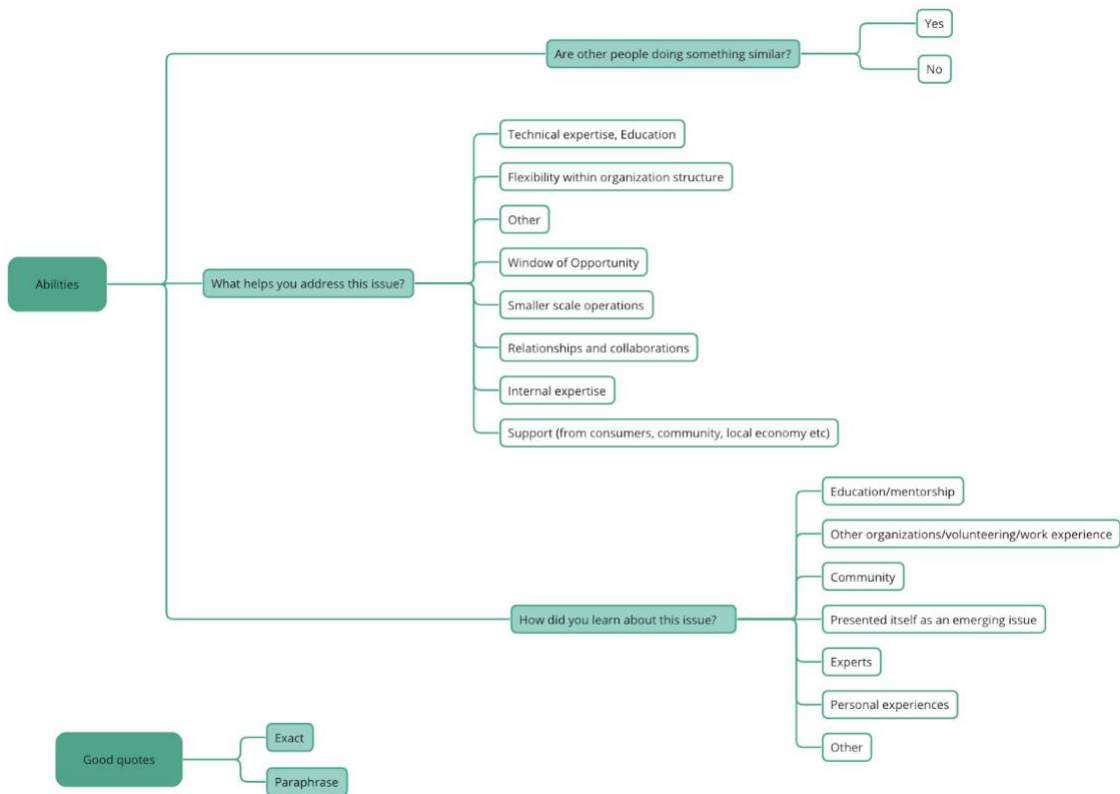 Are other people doing something similar?
Yes
No
Abilities
What helps you address this issue?
Technical expertise, Education
Flexibility within organization structure
Other
Window of Opportunity
Smaller scale operations
Relationships and collaborations
Internal expertise
Support (from consumers, community, local economy etc)
How did you learn about this issue?
Education/mentorship
Other organizations/volunteering/work experience
Community
Presented itself as an emerging issue
Experts
Personal experiences
Other
Good quotes
Exact
Paraphrase